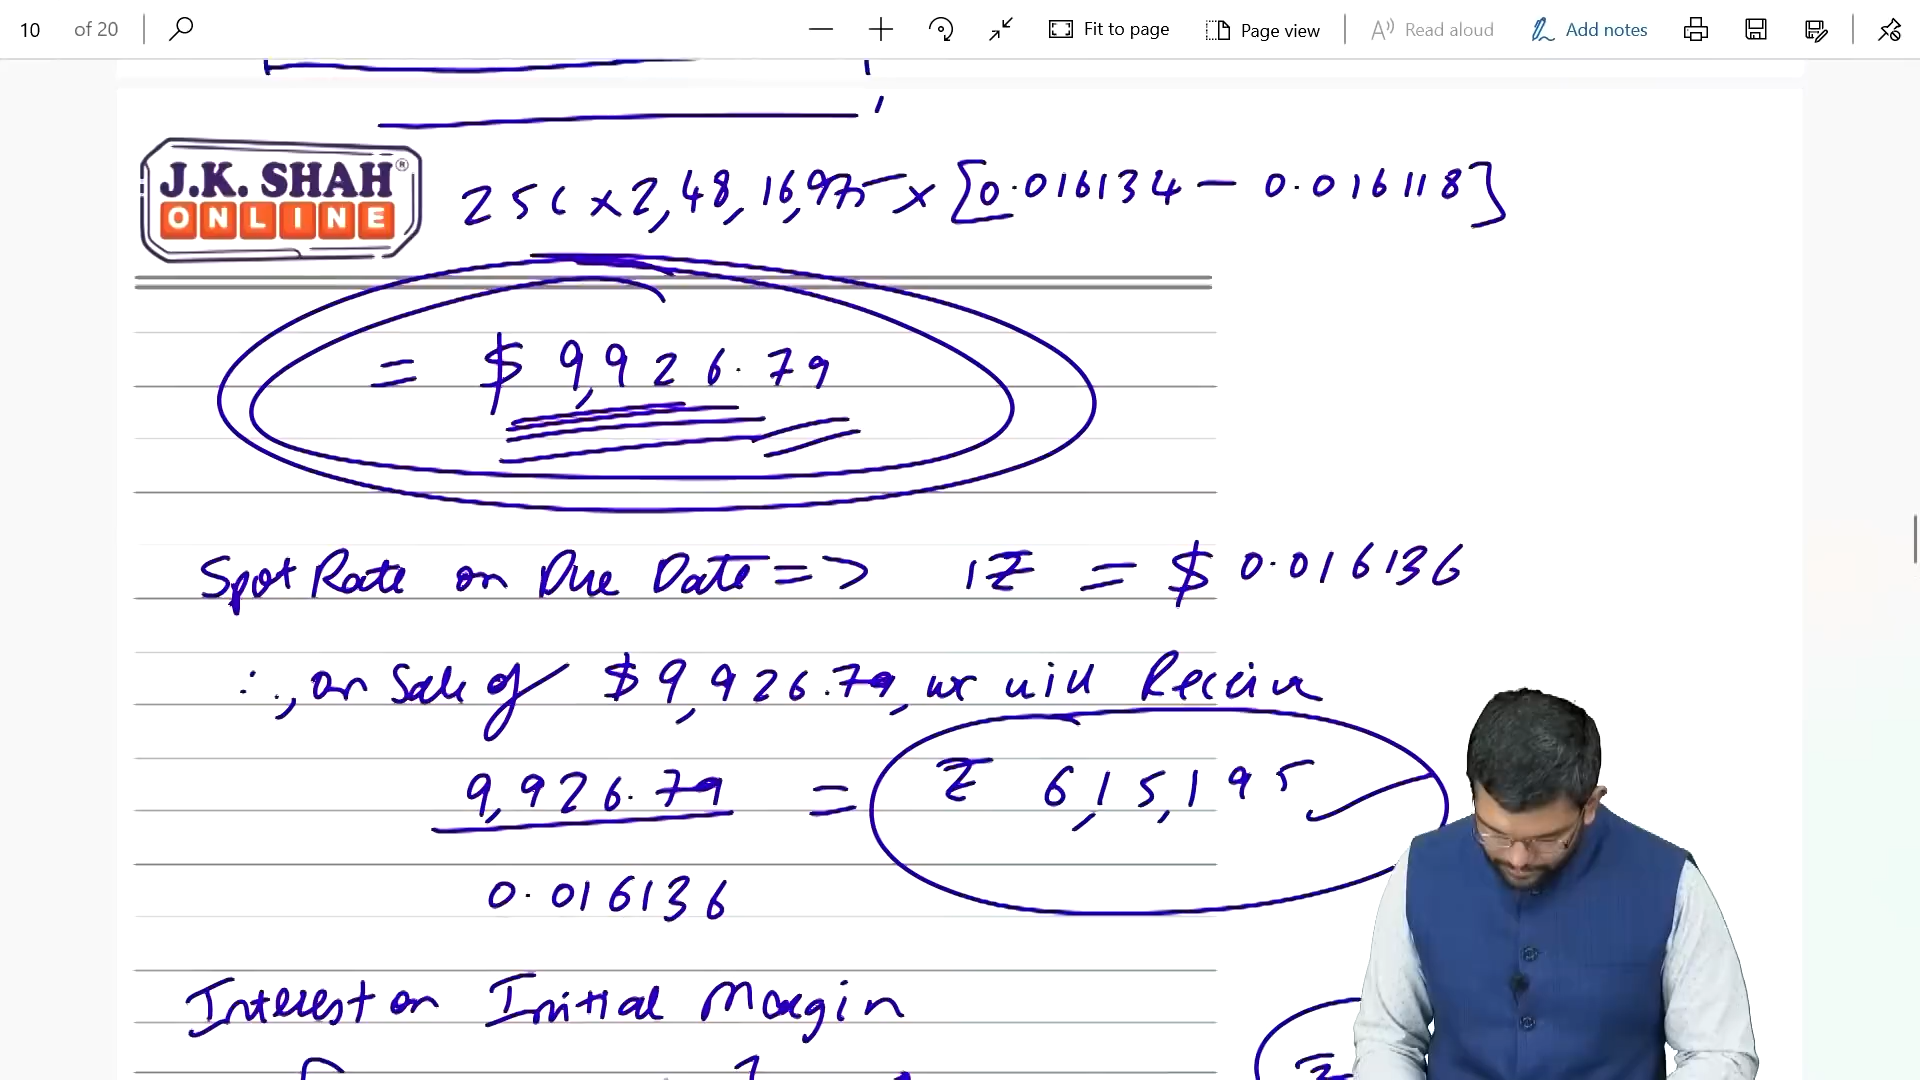 10 of 20 Fit to page Page view Read aloud Add notes
J.K. SHAH®
ONLINE
25 C × 2,48,16,975 × [0.016134 – 0.016118]
= $ 9,926.79
Spot Rate on Due Date => 1₹ = $ 0.016136
∴, on Sale of $9,926.79, we will Receive
9,926.79 = ₹ 6,15,195
0.016136
Interest on Initial Margin